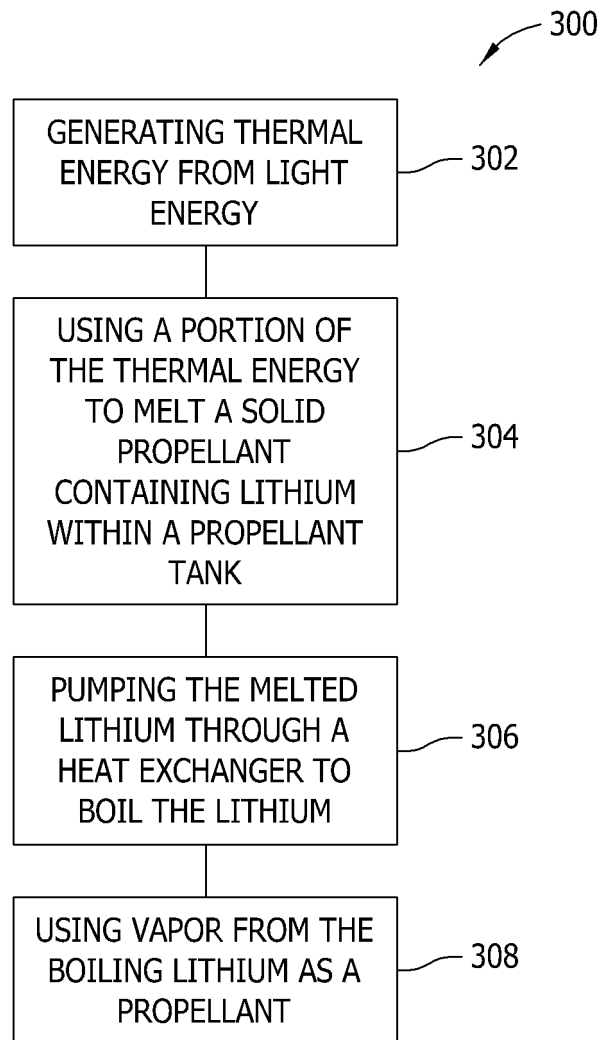 300
GENERATING THERMAL
ENERGY FROM LIGHT
ENERGY
302
USING A PORTION OF
THE THERMAL ENERGY
TO MELT A SOLID
PROPELLANT
CONTAINING LITHIUM
WITHIN A PROPELLANT
TANK
304
PUMPING THE MELTED
LITHIUM THROUGH A
HEAT EXCHANGER TO
BOIL THE LITHIUM
306
USING VAPOR FROM THE
BOILING LITHIUM AS A
PROPELLANT
308